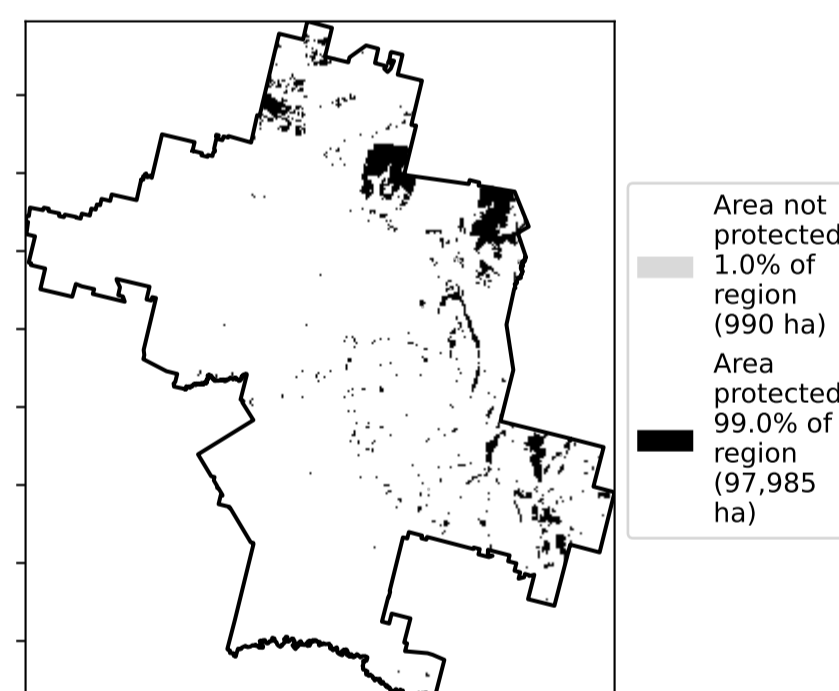 Area not
protected
1.0% of
region
(990 ha)
Area
protected
99.0% of
region
(97,985
ha)